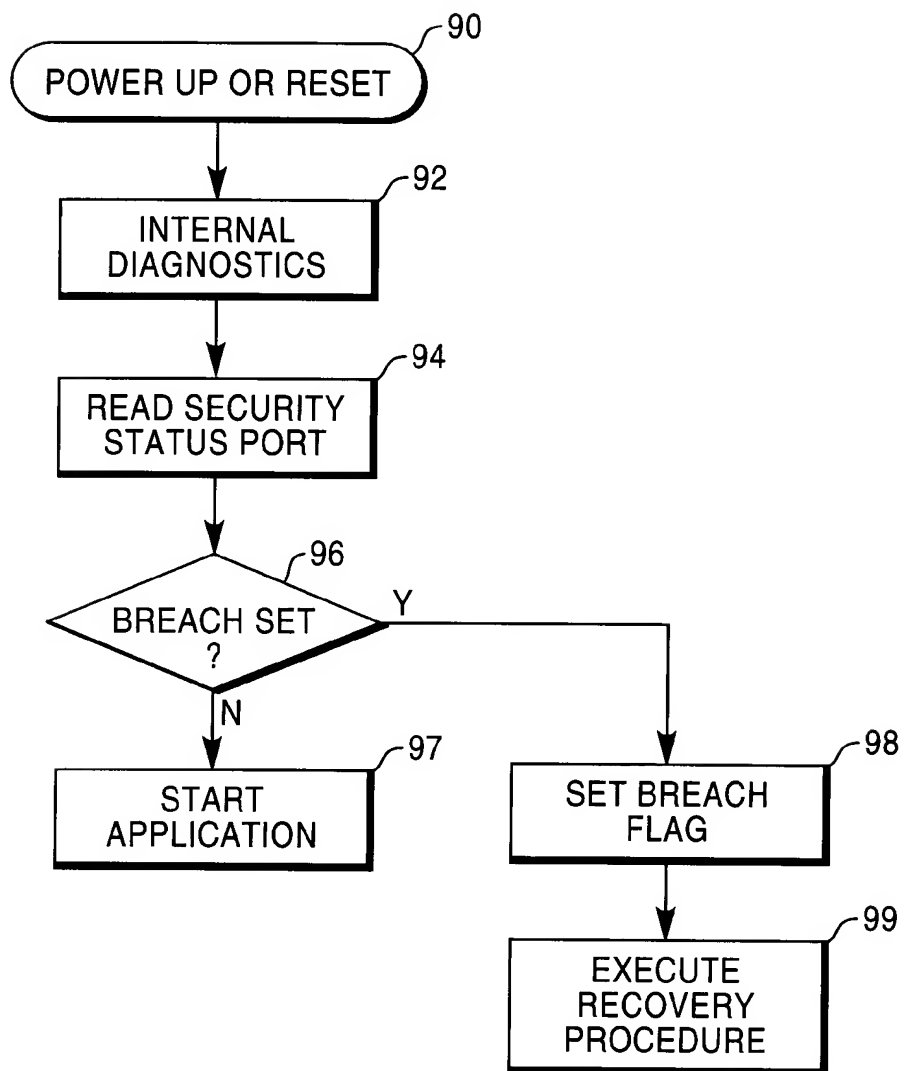 90
POWER UP OR RESET
92
INTERNAL
DIAGNOSTICS
94
READ SECURITY
STATUS PORT
96
BREACH SET
?
Y
N
97
START
APPLICATION
98
SET BREACH
FLAG
99
EXECUTE
RECOVERY
PROCEDURE